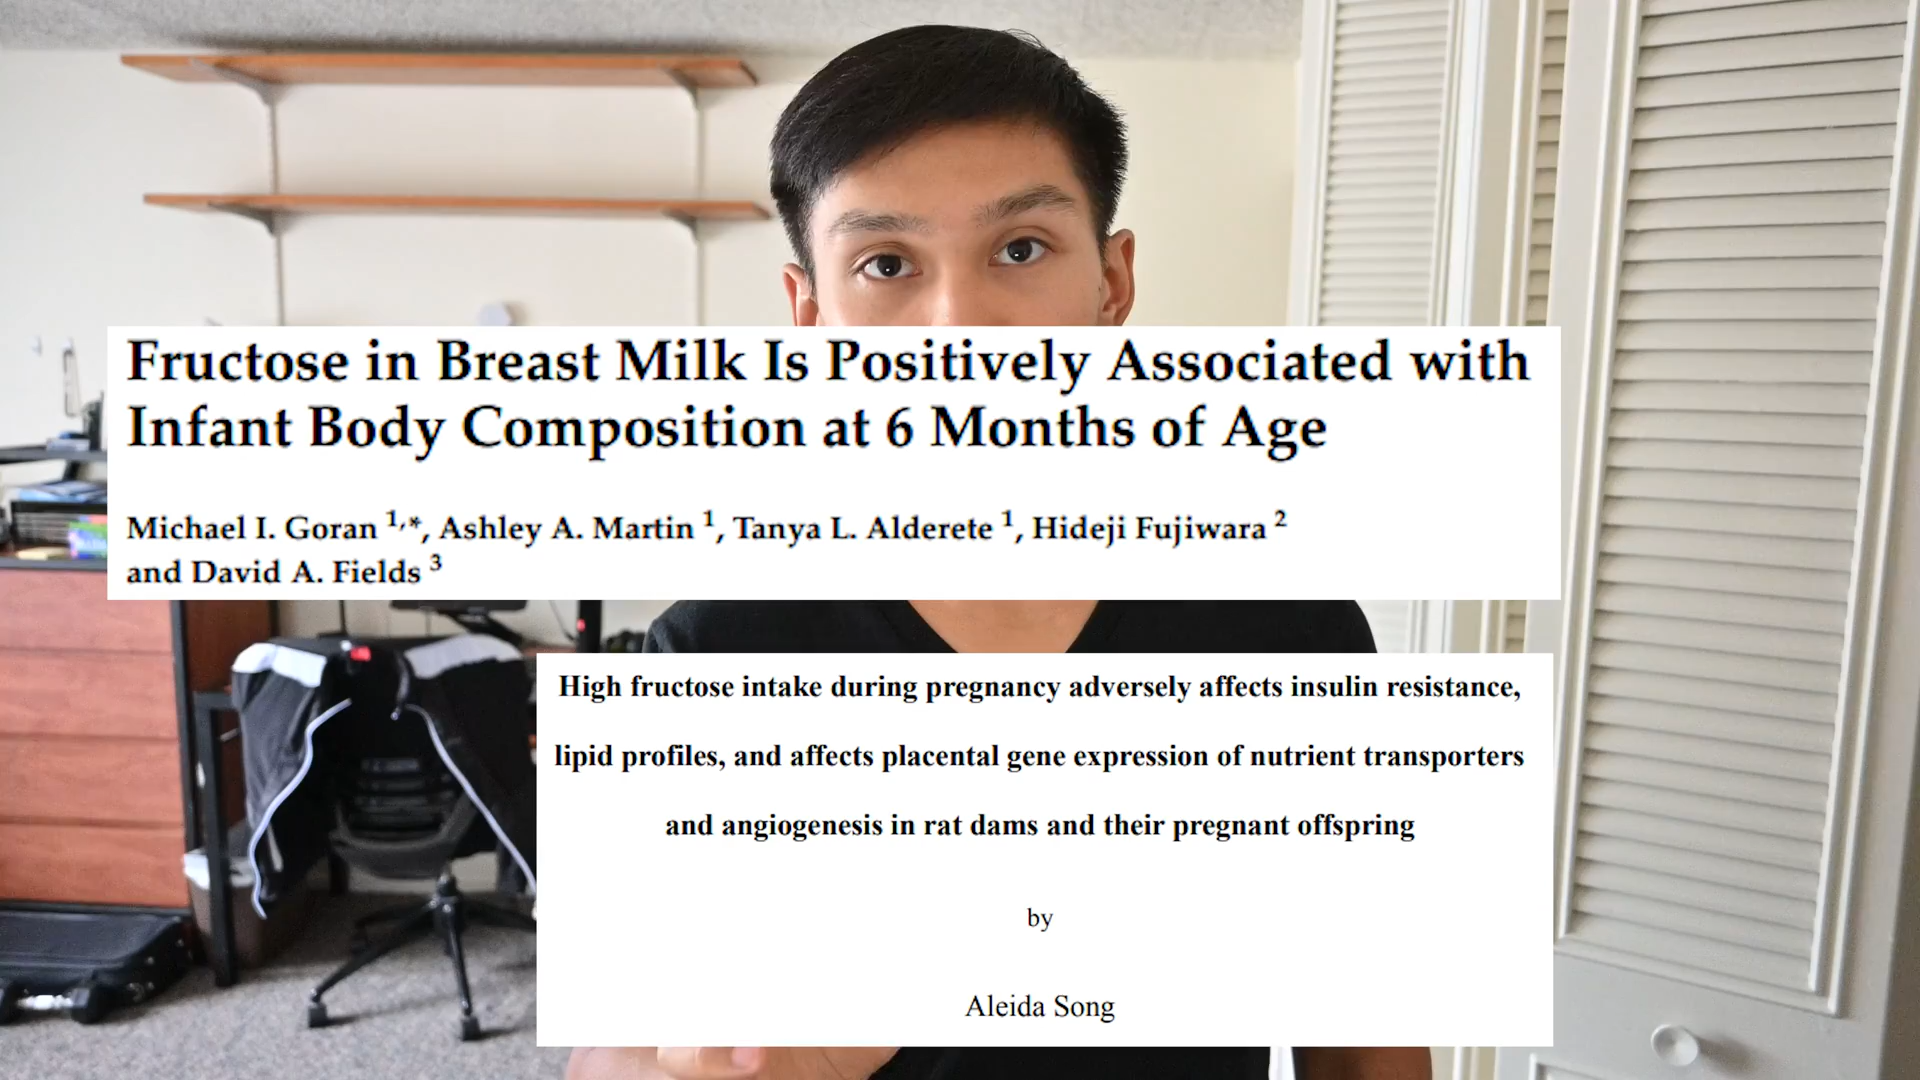 Fructose in Breast Milk Is Positively Associated with
Infant Body Composition at 6 Months of Age
Michael I. Goran 1,*, Ashley A. Martin 1, Tanya L. Alderete 1, Hideji Fujiwara 2
and David A. Fields 3
High fructose intake during pregnancy adversely affects insulin resistance,
lipid profiles, and affects placental gene expression of nutrient transporters
and angiogenesis in rat dams and their pregnant offspring
by
Aleida Song